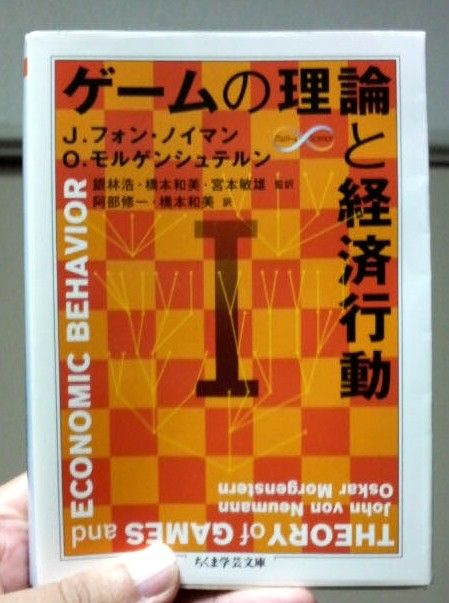 ゲームの理論と経済行動
J.フォン・ノイマン
O.モルゲンシュテルン
銀林浩・橋本和美・宮本敏雄 監訳
阿部修一・橋本和美 訳
I
THEORY of GAMES and
ECONOMIC BEHAVIOR
John von Neumann
Oskar Morgenstern
ちくま学芸文庫